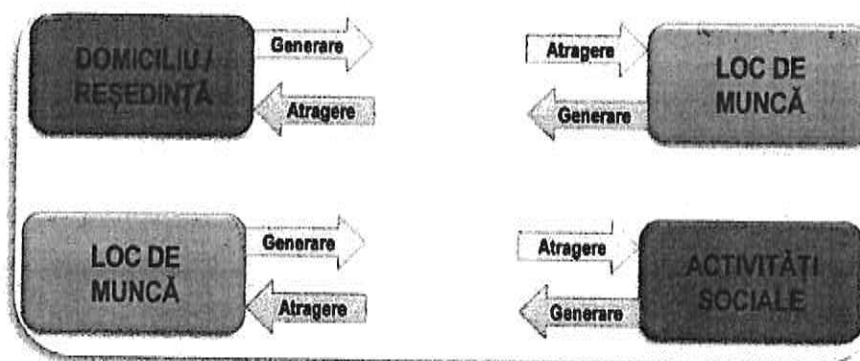 DOMICILIU /
REȘEDINȚĂ
Generare
Atragere
Atragere
Generare
LOC DE
MUNCĂ
LOC DE
MUNCĂ
Generare
Atragere
Atragere
Generare
ACTIVITĂȚI
SOCIALE